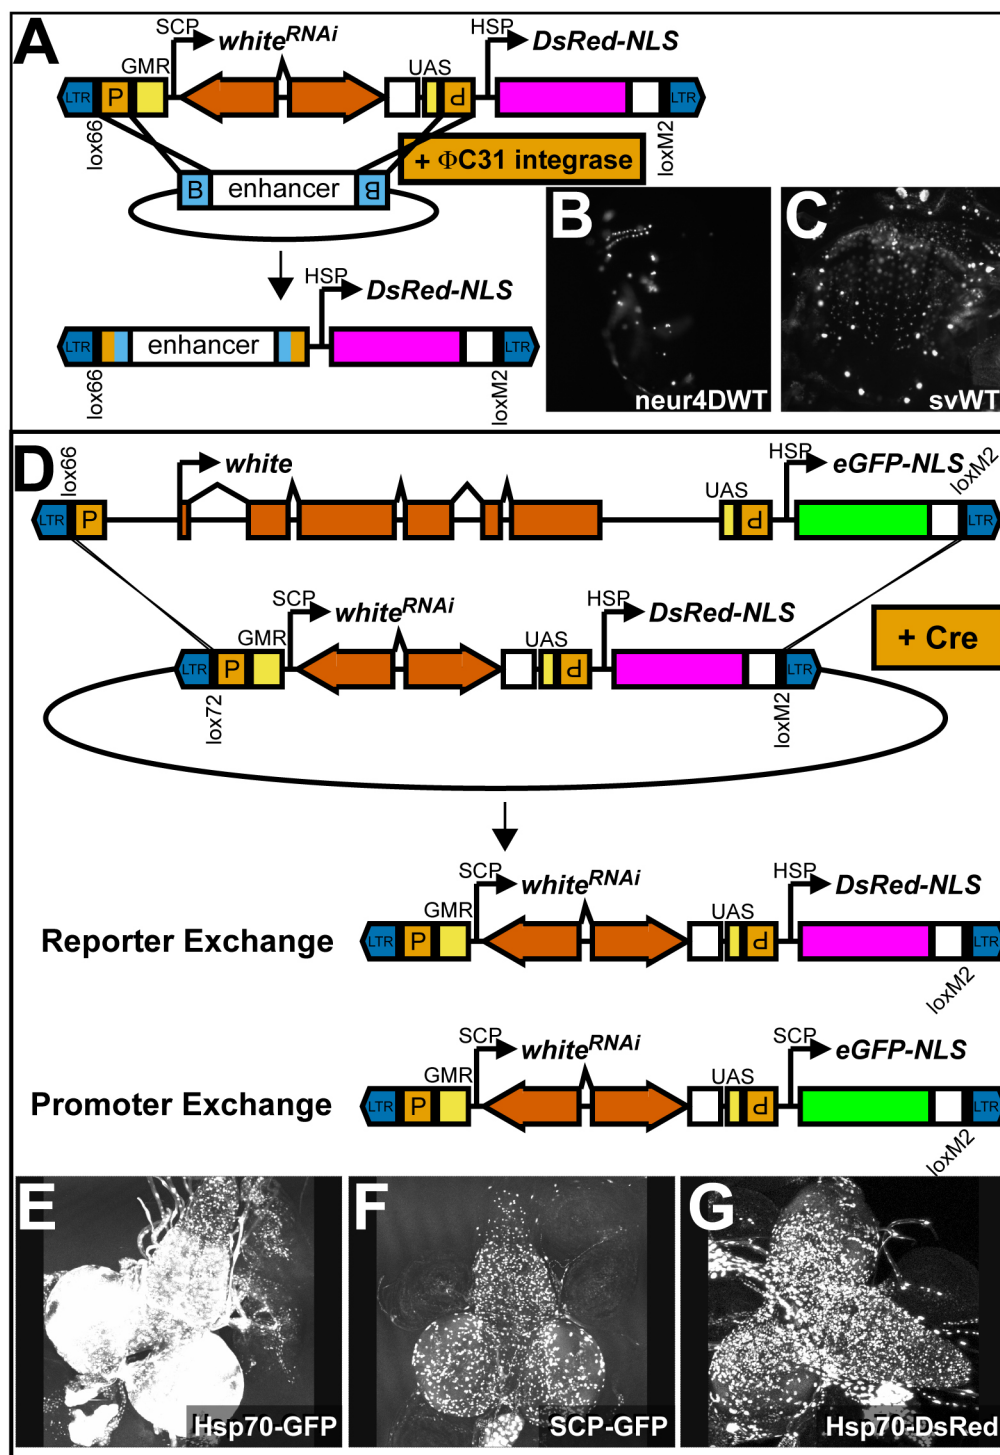 A
SCP
white^RNAi
HSP
DsRed-NLS
GMR
UAS
LTR
P
P
LTR
lox66
loxM2
+ ΦC31 integrase
B
enhancer
B
HSP
DsRed-NLS
LTR
enhancer
LTR
lox66
loxM2
B
neur4DWT
C
svWT
D
lox66
white
HSP
eGFP-NLS
loxM2
UAS
LTR
P
P
LTR
SCP
white^RNAi
HSP
DsRed-NLS
+ Cre
GMR
UAS
LTR
P
P
LTR
lox72
loxM2
SCP
white^RNAi
HSP
DsRed-NLS
GMR
UAS
Reporter Exchange
LTR
P
P
LTR
loxM2
SCP
white^RNAi
SCP
eGFP-NLS
GMR
UAS
Promoter Exchange
LTR
P
P
LTR
loxM2
E
Hsp70-GFP
F
SCP-GFP
G
Hsp70-DsRed